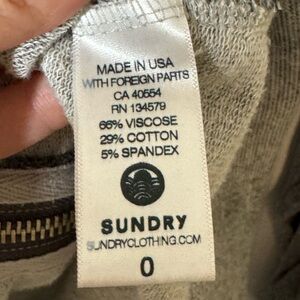 MADE IN USA
WITH FOREIGN PARTS
CA 40554
RN 134579
66% VISCOSE
29% COTTON
5% SPANDEX
SUNDRY
SUNDRYCLOTHING.COM
0